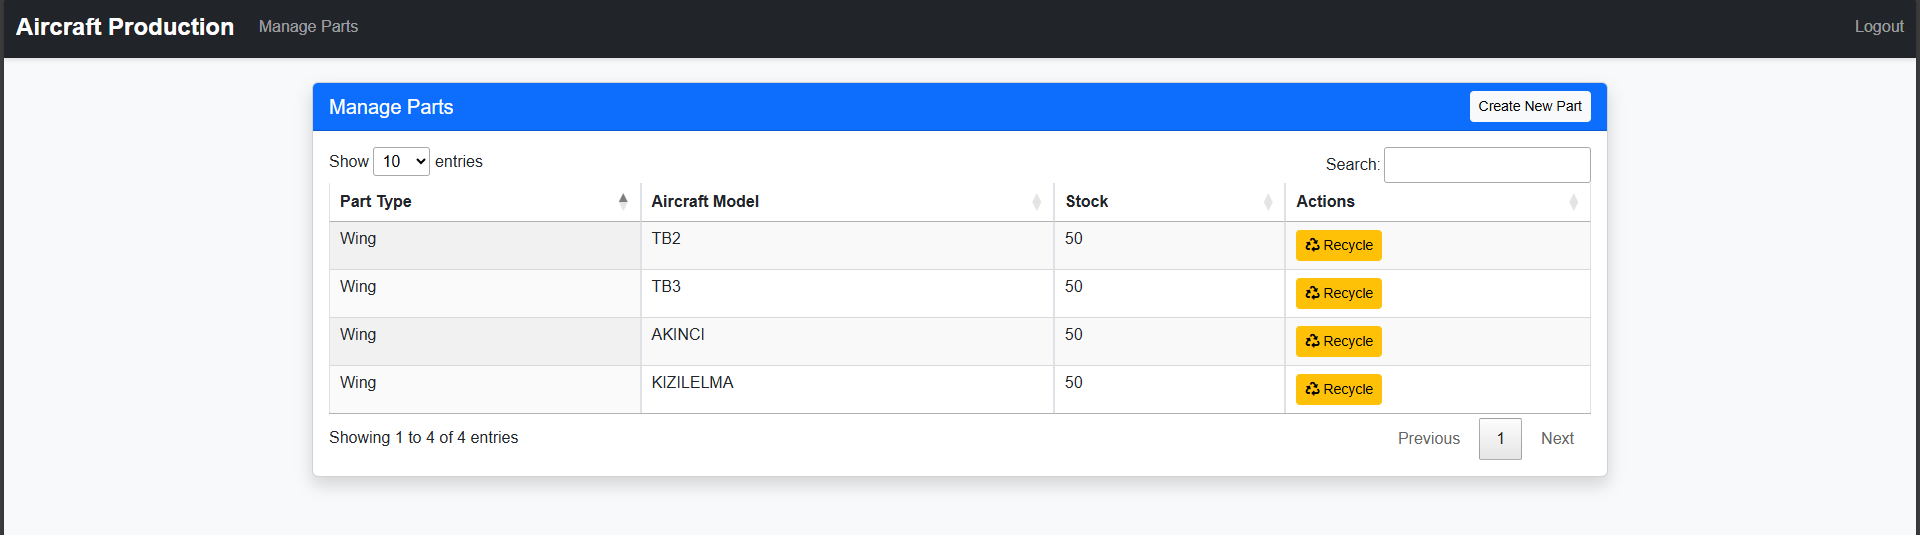 Aircraft Production Manage Parts Logout
Manage Parts Create New Part
Show 10 entries Search:
Part Type Aircraft Model Stock Actions
Wing TB2 50 Recycle
Wing TB3 50 Recycle
Wing AKINCI 50 Recycle
Wing KIZILELMA 50 Recycle
Showing 1 to 4 of 4 entries Previous 1 Next